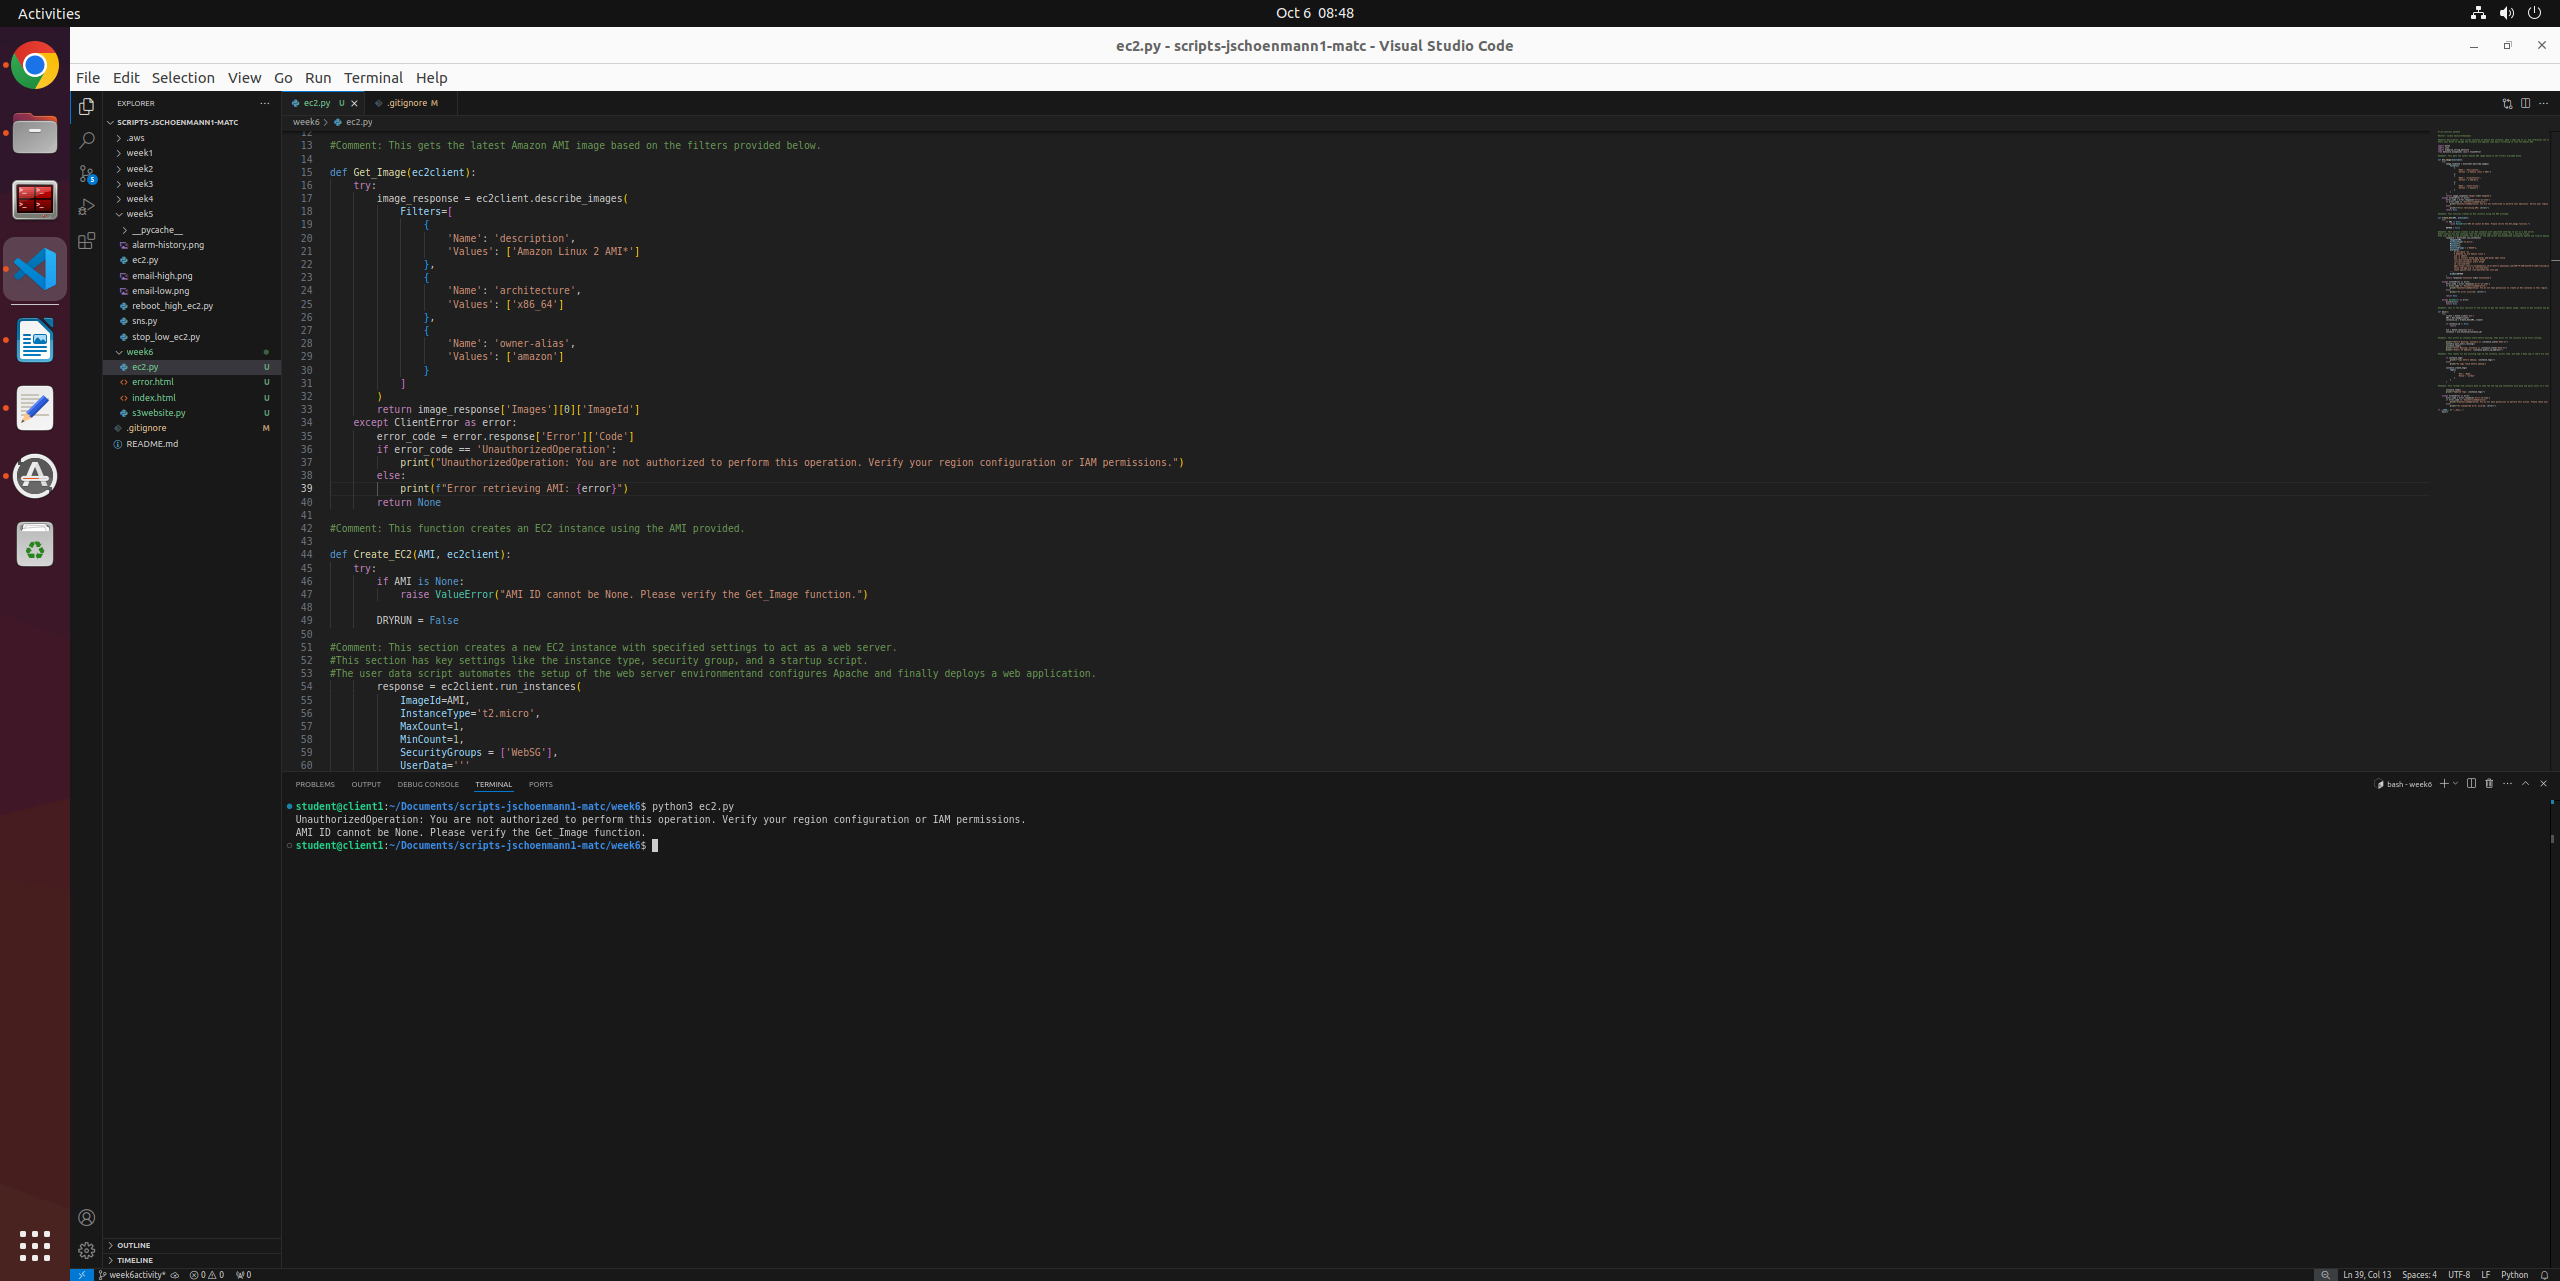 Activities
Oct 6 08:48
ec2.py - scripts-jschoenmann1-matc - Visual Studio Code
File Edit Selection View Go Run Terminal Help
EXPLORER
SCRIPTS-JSCHOENMANN1-MATC
.aws
week1
week2
week3
week4
week5
__pycache__
alarm-history.png
ec2.py
email-high.png
email-low.png
reboot_high_ec2.py
sns.py
stop_low_ec2.py
week6
ec2.py U
error.html U
index.html U
s3website.py U
.gitignore M
README.md
OUTLINE
TIMELINE
5
ec2.py U
.gitignore M
week6 > ec2.py
12
13 #Comment: This gets the latest Amazon AMI image based on the filters provided below.
14
15 def Get_Image(ec2client):
16 try:
17 image_response = ec2client.describe_images(
18 Filters=[
19 {
20 'Name': 'description',
21 'Values': ['Amazon Linux 2 AMI*']
22 },
23 {
24 'Name': 'architecture',
25 'Values': ['x86_64']
26 },
27 {
28 'Name': 'owner-alias',
29 'Values': ['amazon']
30 }
31 ]
32 )
33 return image_response['Images'][0]['ImageId']
34 except ClientError as error:
35 error_code = error.response['Error']['Code']
36 if error_code == 'UnauthorizedOperation':
37 print("UnauthorizedOperation: You are not authorized to perform this operation. Verify your region configuration or IAM permissions.")
38 else:
39 print(f"Error retrieving AMI: {error}")
40 return None
41
42 #Comment: This function creates an EC2 instance using the AMI provided.
43
44 def Create_EC2(AMI, ec2client):
45 try:
46 if AMI is None:
47 raise ValueError("AMI ID cannot be None. Please verify the Get_Image function.")
48
49 DRYRUN = False
50
51 #Comment: This section creates a new EC2 instance with specified settings to act as a web server.
52 #This section has key settings like the instance type, security group, and a startup script.
53 #The user data script automates the setup of the web server environmentand configures Apache and finally deploys a web application.
54 response = ec2client.run_instances(
55 ImageId=AMI,
56 InstanceType='t2.micro',
57 MaxCount=1,
58 MinCount=1,
59 SecurityGroups = ['WebSG'],
60 UserData='''
PROBLEMS OUTPUT DEBUG CONSOLE TERMINAL PORTS
bash - week6
student@client1:~/Documents/scripts-jschoenmann1-matc/week6$ python3 ec2.py
UnauthorizedOperation: You are not authorized to perform this operation. Verify your region configuration or IAM permissions.
AMI ID cannot be None. Please verify the Get_Image function.
student@client1:~/Documents/scripts-jschoenmann1-matc/week6$
week6activity* 0 0 0
Ln 39, Col 13 Spaces: 4 UTF-8 LF Python